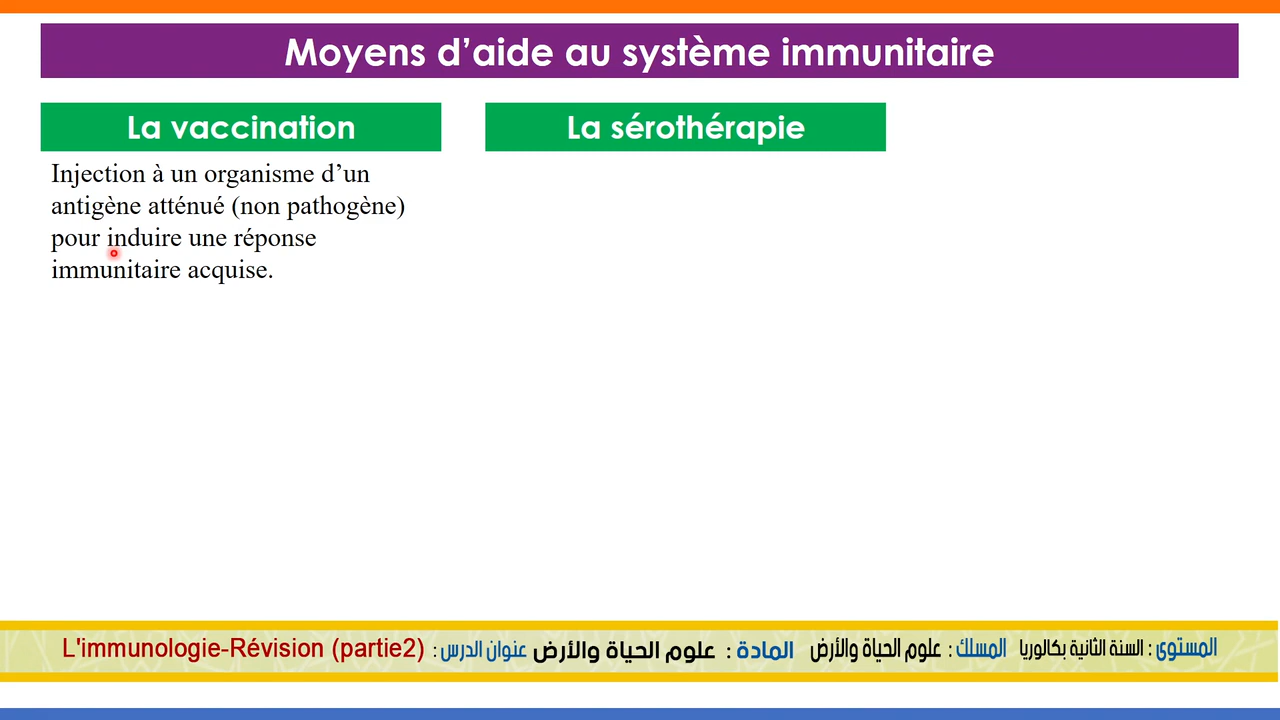 Moyens d’aide au système immunitaire
La vaccination
La sérothérapie
Injection à un organisme d’un
antigène atténué (non pathogène)
pour induire une réponse
immunitaire acquise.
المستوى : السنة الثانية بكالوريا المسلك : علوم الحياة والأرض المادة : علوم الحياة والأرض عنوان الدرس : L'immunologie-Révision (partie2)